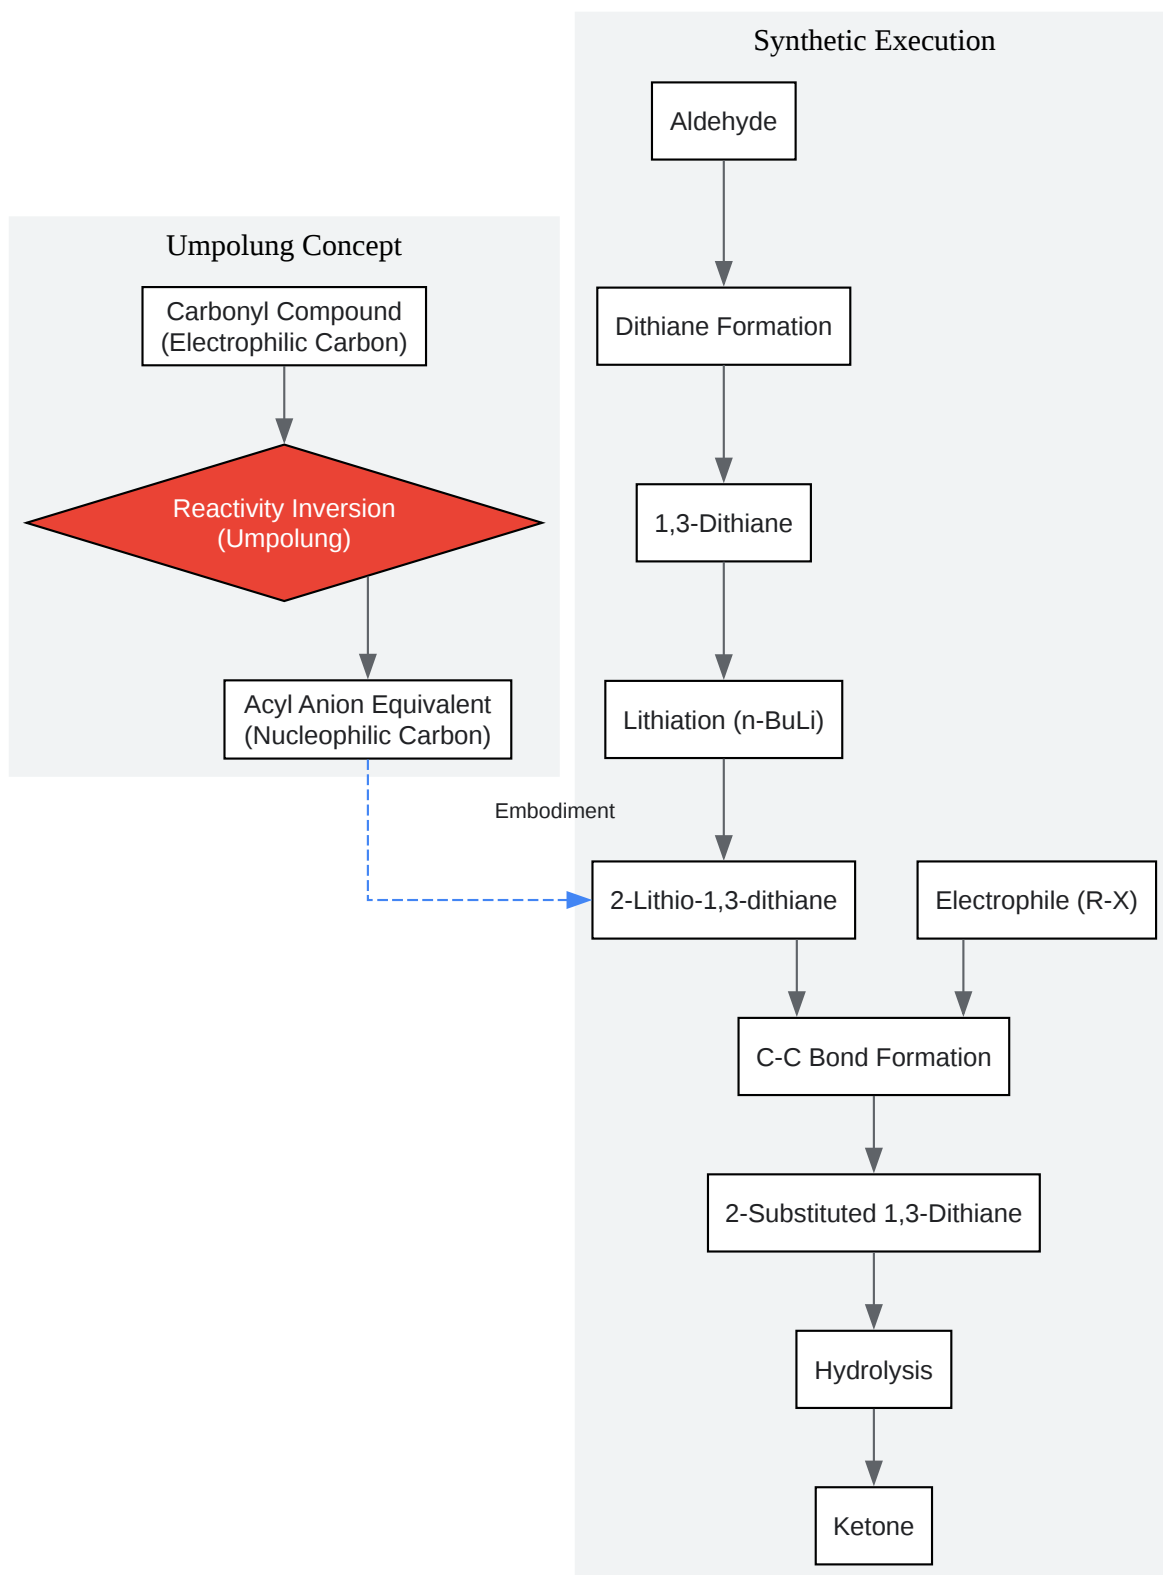 Synthetic Execution
Aldehyde
Umpolung Concept
Carbonyl Compound
(Electrophilic Carbon)
Dithiane Formation
Reactivity Inversion
(Umpolung)
1,3-Dithiane
Acyl Anion Equivalent
(Nucleophilic Carbon)
Lithiation (n-BuLi)
Embodiment
2-Lithio-1,3-dithiane
Electrophile (R-X)
C-C Bond Formation
2-Substituted 1,3-Dithiane
Hydrolysis
Ketone